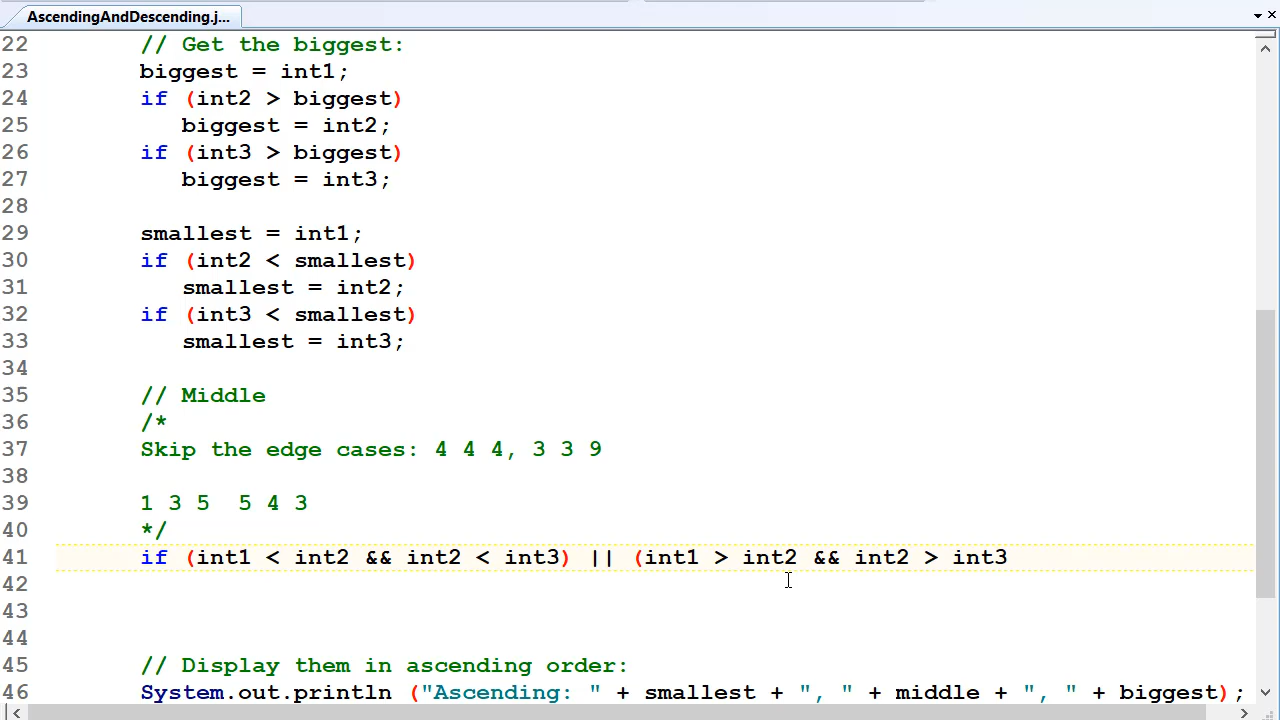 AscendingAndDescending.j...
22 // Get the biggest:
23 biggest = int1;
24 if (int2 > biggest)
25 biggest = int2;
26 if (int3 > biggest)
27 biggest = int3;
28
29 smallest = int1;
30 if (int2 < smallest)
31 smallest = int2;
32 if (int3 < smallest)
33 smallest = int3;
34
35 // Middle
36 /*
37 Skip the edge cases: 4 4 4, 3 3 9
38
39 1 3 5  5 4 3
40 */
41 if (int1 < int2 && int2 < int3) || (int1 > int2 && int2 > int3
42
43
44
45 // Display them in ascending order:
46 System.out.println ("Ascending: " + smallest + ", " + middle + ", " + biggest);